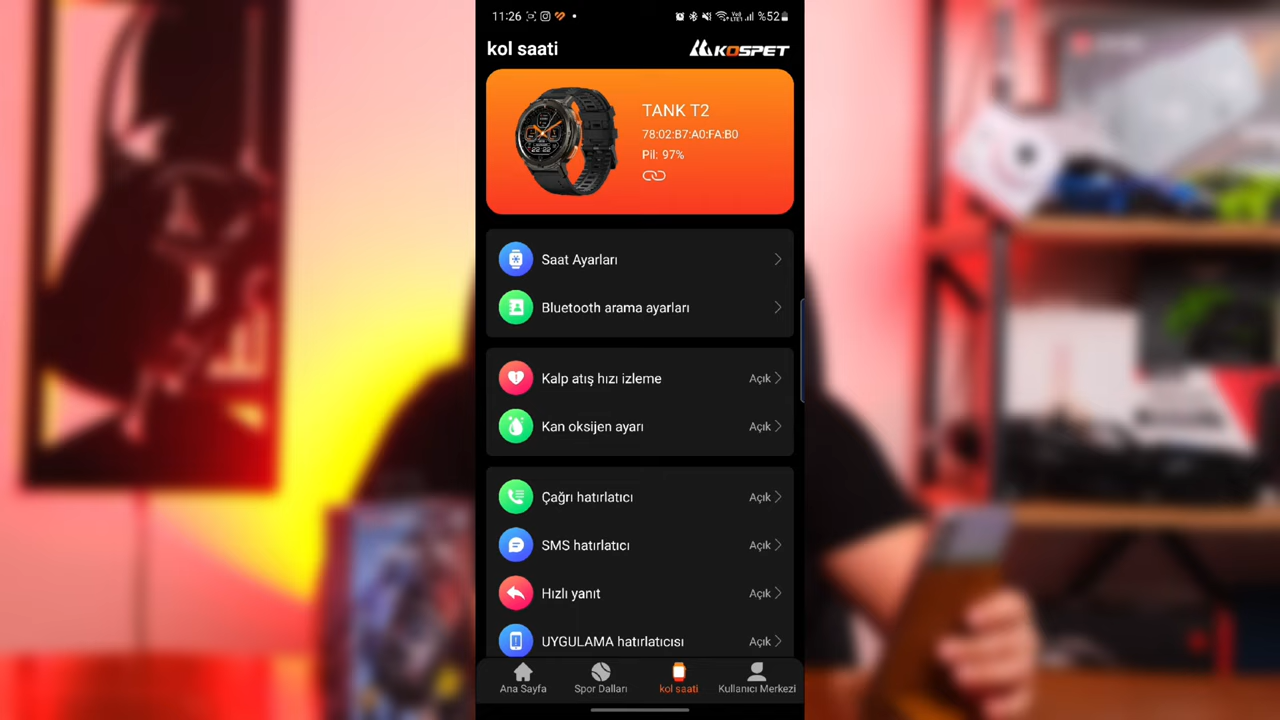 11:26
VoI)
LTE1
%52
kol saati
KOSPET
TANK T2
78:02:B7:A0:FA:B0
Pil: 97%
Saat Ayarları
Bluetooth arama ayarları
Kalp atış hızı izleme
Açık
Kan oksijen ayarı
Açık
Çağrı hatırlatıcı
Açık
SMS hatırlatıcı
Açık
Hızlı yanıt
Açık
UYGULAMA hatırlatıcısı
Açık
Ana Sayfa
Spor Dalları
kol saati
Kullanıcı Merkezi